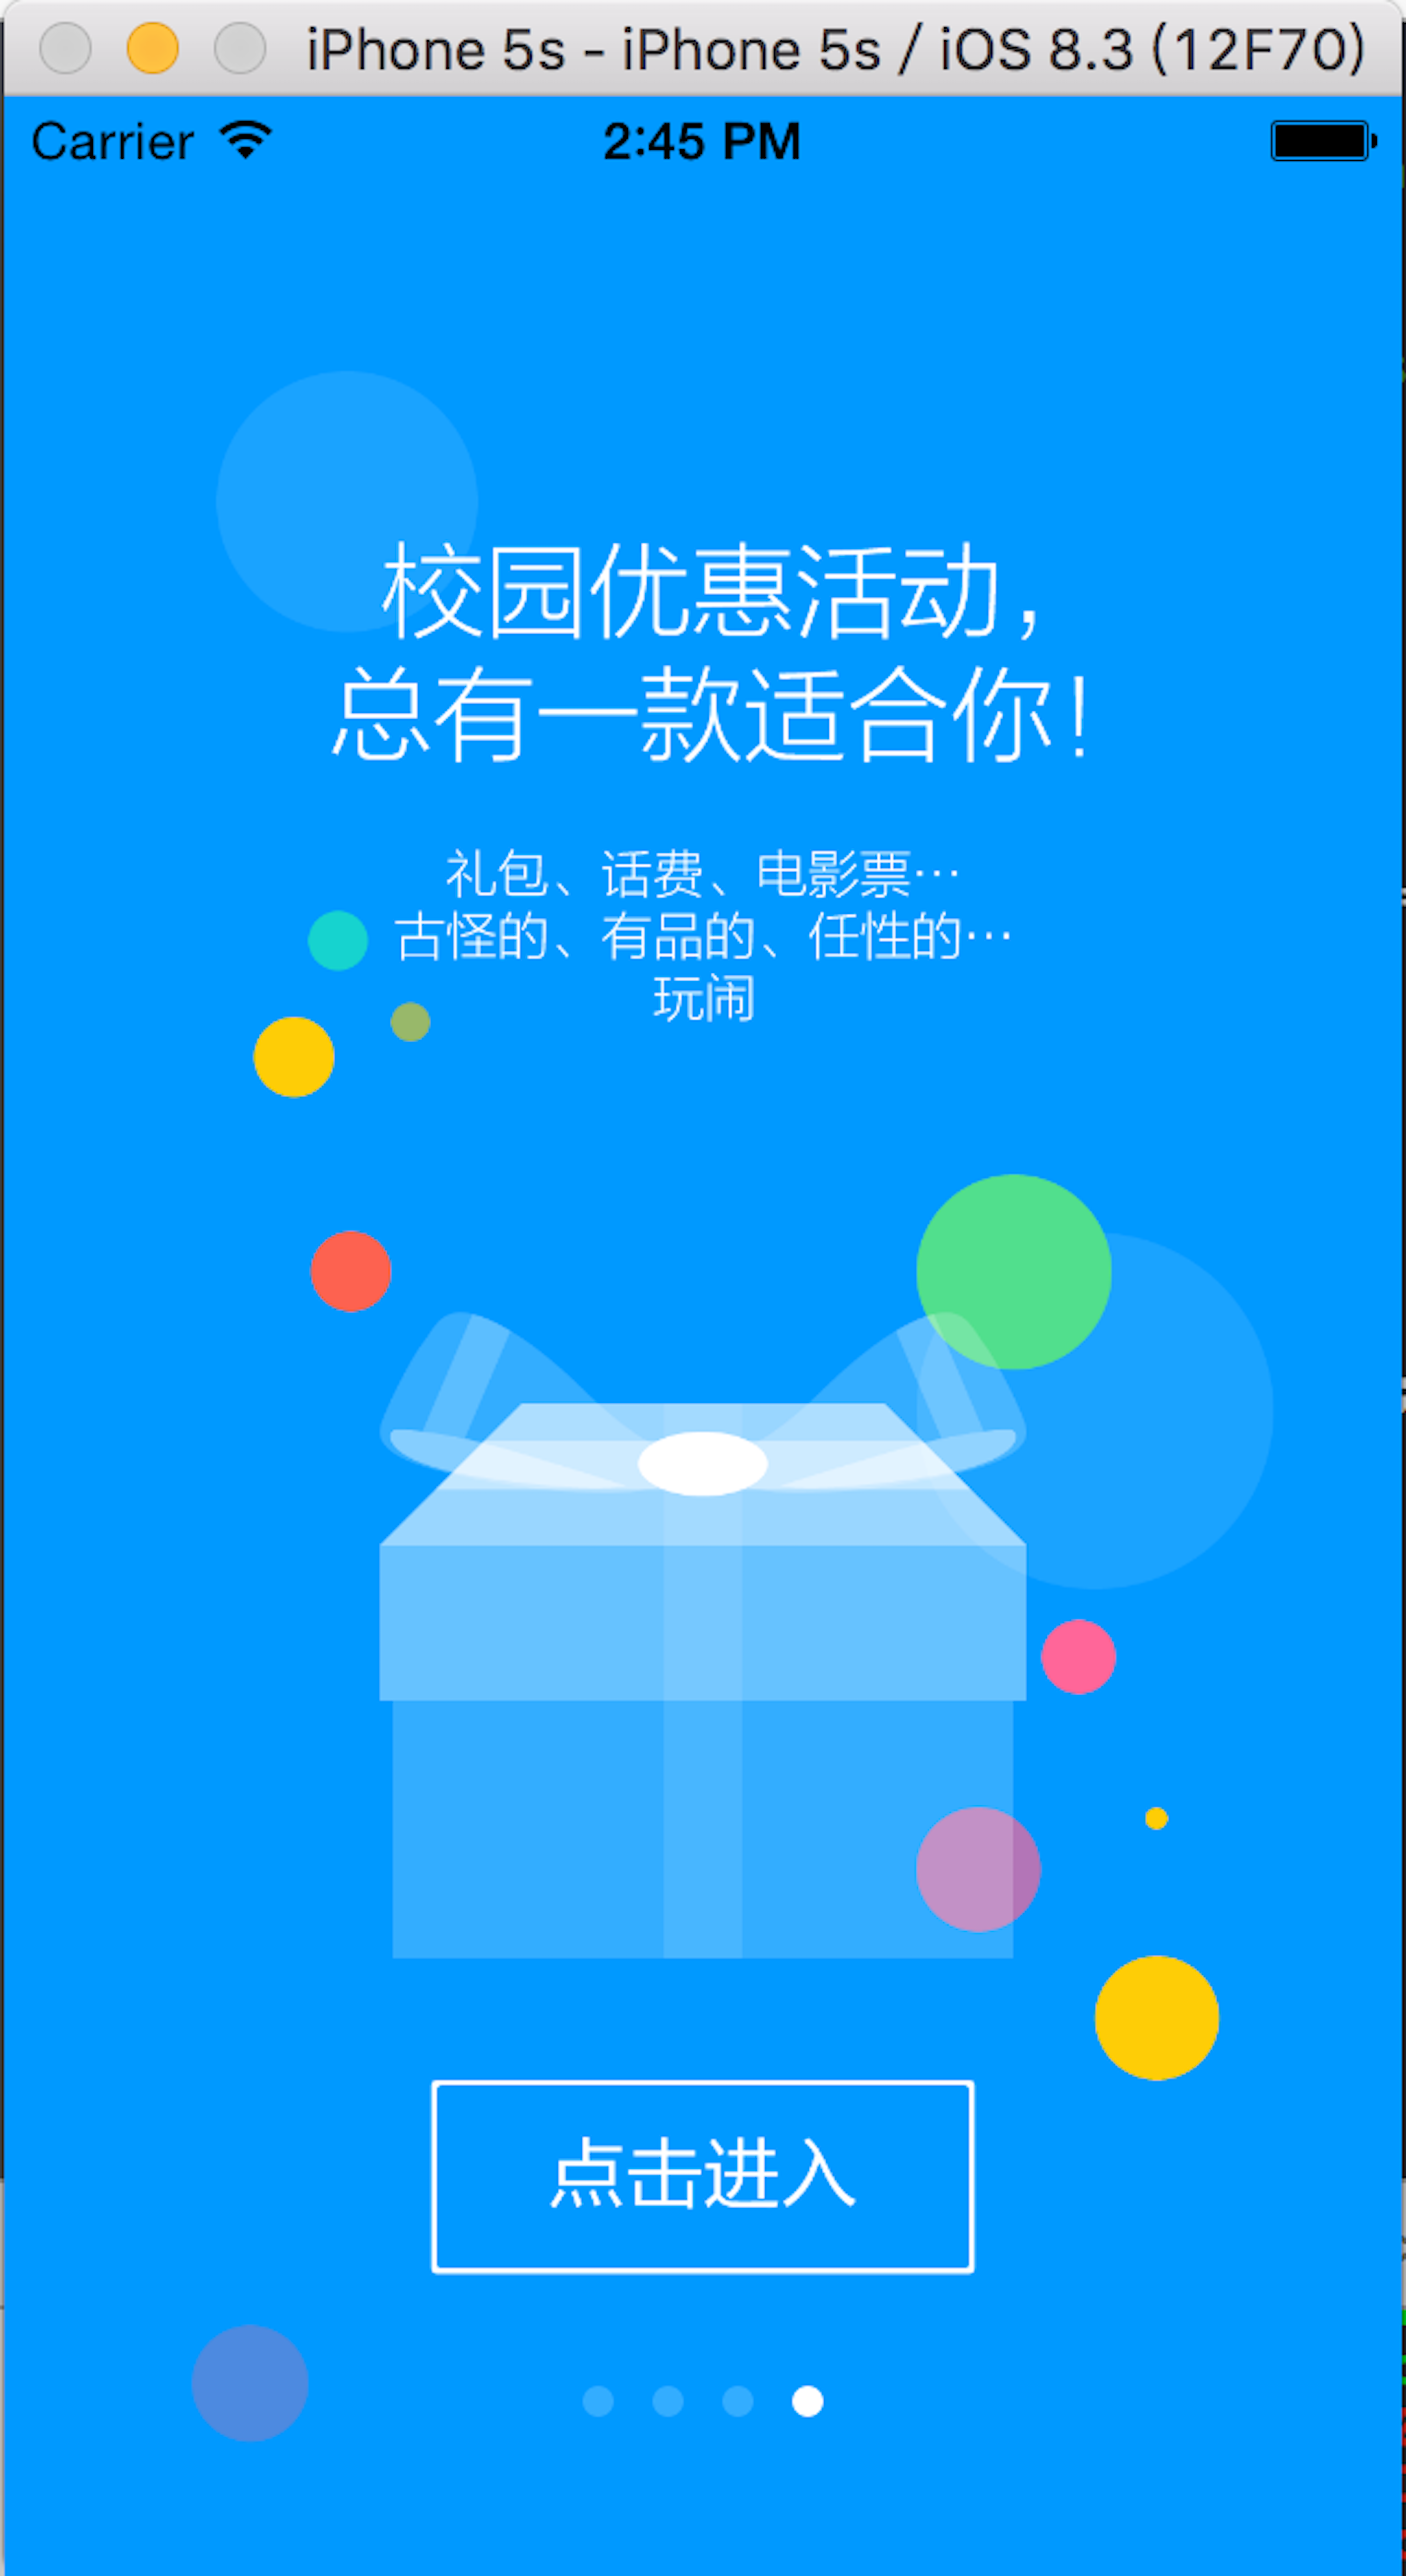 iPhone 5s - iPhone 5s / iOS 8.3 (12F70)
Carrier 2:45 PM
校园优惠活动，
总有一款适合你！
礼包、话费、电影票…
古怪的、有品的、任性的…
玩闹
点击进入